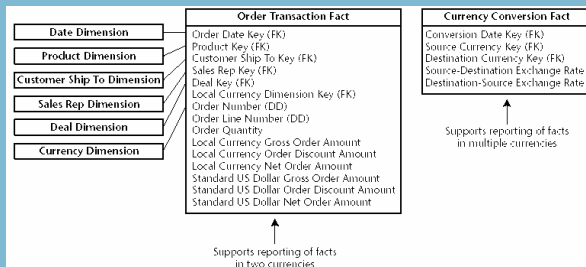 Date Dimension
Product Dimension
Customer Ship To Dimension
Sales Rep Dimension
Deal Dimension
Currency Dimension
Order Transaction Fact
Order Date Key (FK)
Product Key (FK)
Customer Ship To Key (FK)
Sales Rep Key (FK)
Deal Key (FK)
Local Currency Dimension Key (FK)
Order Number (DD)
Order Line Number (DD)
Order Quantity
Local Currency Gross Order Amount
Local Currency Order Discount Amount
Local Currency Net Order Amount
Standard US Dollar Gross Order Amount
Standard US Dollar Order Discount Amount
Standard US Dollar Net Order Amount
Supports reporting of facts
in two currencies
Currency Conversion Fact
Conversion Date Key (FK)
Source Currency Key (FK)
Destination Currency Key (FK)
Source-Destination Exchange Rate
Destination-Source Exchange Rate
Supports reporting of facts
in multiple currencies